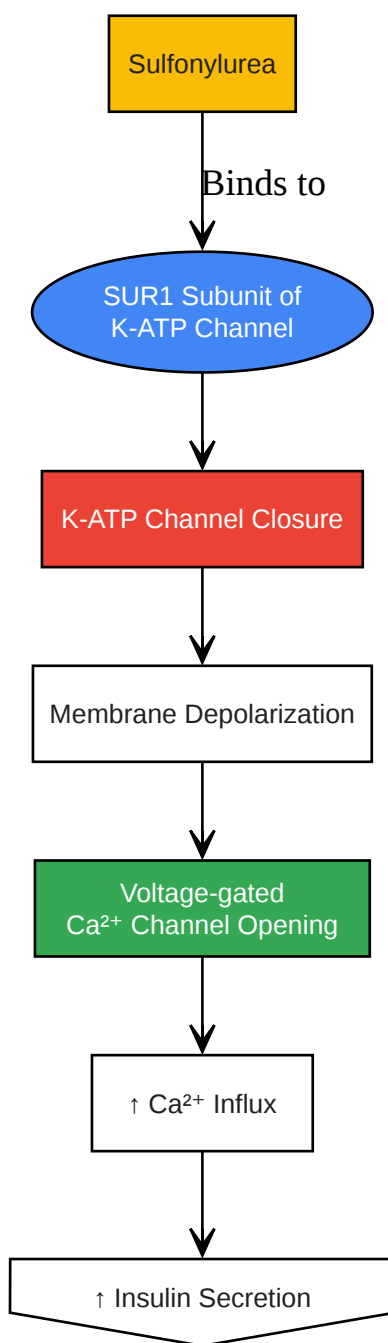 Sulfonylurea
Binds to
SUR1 Subunit of
K-ATP Channel
K-ATP Channel Closure
Membrane Depolarization
Voltage-gated
Ca²⁺ Channel Opening
↑ Ca²⁺ Influx
↑ Insulin Secretion